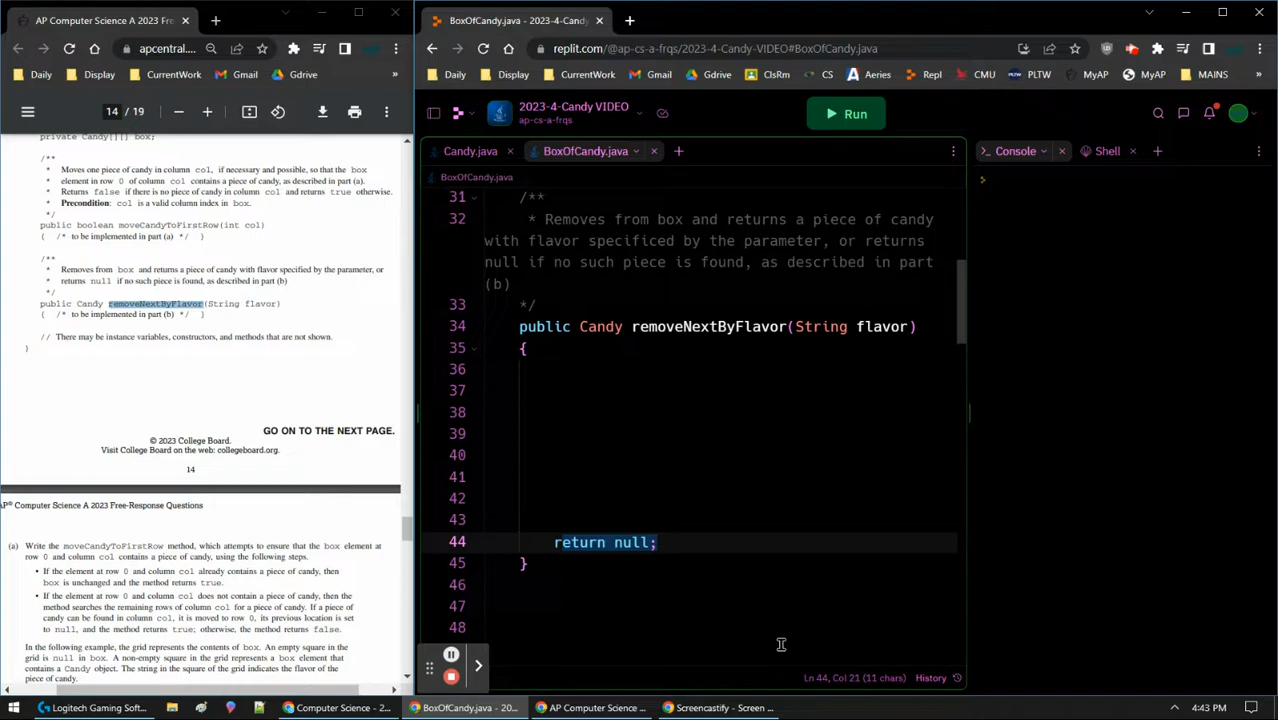 AP Computer Science A 2023 Fre
BoxOfCandy.java - 2023-4-Candy
apcentral.
replit.com/@ap-cs-a-frqs/2023-4-Candy-VIDEO#BoxOfCandy.java
Daily
Display
CurrentWork
Gmail
Gdrive
»
Daily
Display
CurrentWork
Gmail
Gdrive
ClsRm
CS
Aeries
Repl
CMU
PLTW
MyAP
MyAP
MAINS
»
14 / 19
2023-4-Candy VIDEO
ap-cs-a-frqs
Run
private Candy[][] box;
/**
* Moves one piece of candy in column col, if necessary and possible, so that the box
* element in row 0 of column col contains a piece of candy, as described in part (a).
* Returns false if there is no piece of candy in column col and returns true otherwise.
* Precondition: col is a valid column index in box.
*/
public boolean moveCandyToFirstRow(int col)
{ /* to be implemented in part (a) */ }
/**
* Removes from box and returns a piece of candy with flavor specified by the parameter, or
* returns null if no such piece is found, as described in part (b)
*/
public Candy removeNextByFlavor(String flavor)
{ /* to be implemented in part (b) */ }
// There may be instance variables, constructors, and methods that are not shown.
}
GO ON TO THE NEXT PAGE.
© 2023 College Board.
Visit College Board on the web: collegeboard.org.
14
AP® Computer Science A 2023 Free-Response Questions
(a) Write the moveCandyToFirstRow method, which attempts to ensure that the box element at
row 0 and column col contains a piece of candy, using the following steps.
• If the element at row 0 and column col already contains a piece of candy, then
box is unchanged and the method returns true.
• If the element at row 0 and column col does not contain a piece of candy, then the
method searches the remaining rows of column col for a piece of candy. If a piece of
candy can be found in column col, it is moved to row 0, its previous location is set
to null, and the method returns true; otherwise, the method returns false.
In the following example, the grid represents the contents of box. An empty square in the
grid is null in box. A non-empty square in the grid represents a box element that
contains a Candy object. The string in the square of the grid indicates the flavor of the
piece of candy.
Candy.java
BoxOfCandy.java
BoxOfCandy.java
31 /**
32 * Removes from box and returns a piece of candy
with flavor specificed by the parameter, or returns
null if no such piece is found, as described in part
(b)
33 */
34 public Candy removeNextByFlavor(String flavor)
35 {
36
37
38
39
40
41
42
43
44 return null;
45 }
46
47
48
Ln 44, Col 21 (11 chars)
History
Console
Shell
Logitech Gaming Soft...
Computer Science - 2...
BoxOfCandy.java - 20...
AP Computer Science ...
Screencastify - Screen ...
4:43 PM